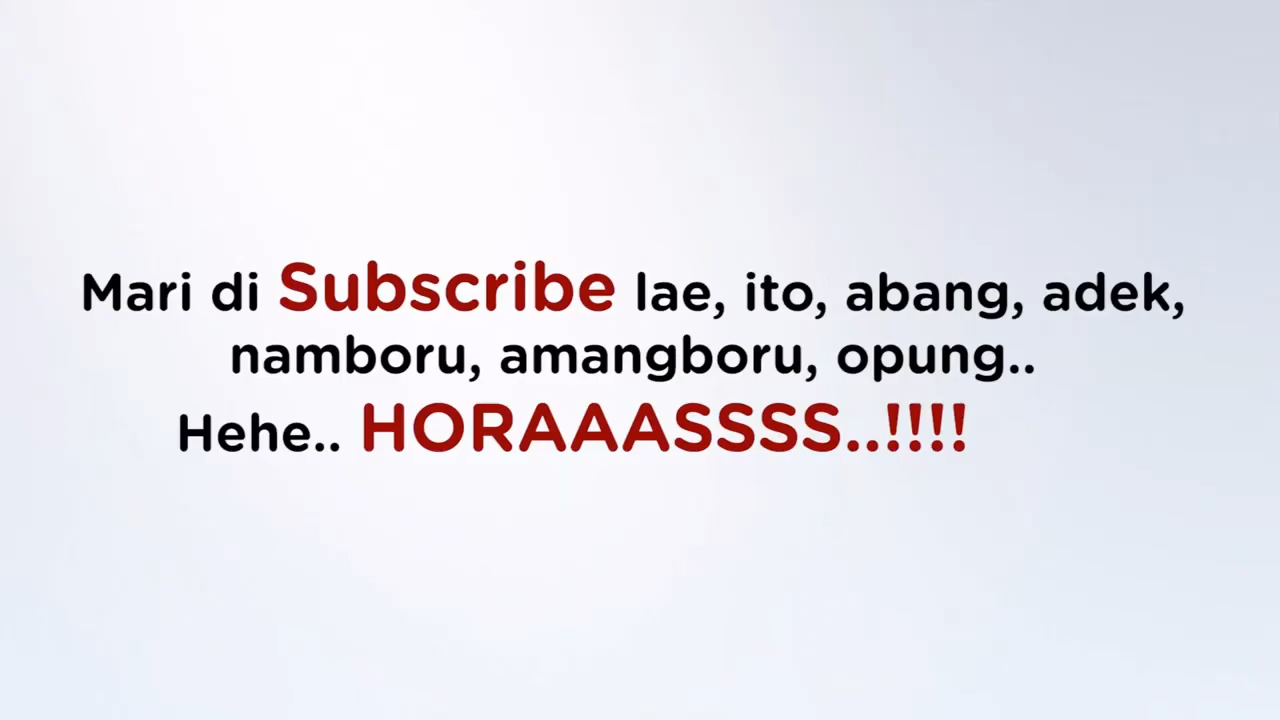 Mari di Subscribe lae, ito, abang, adek,
namboru, amangboru, opung..
Hehe.. HORAAASSSS..!!!!